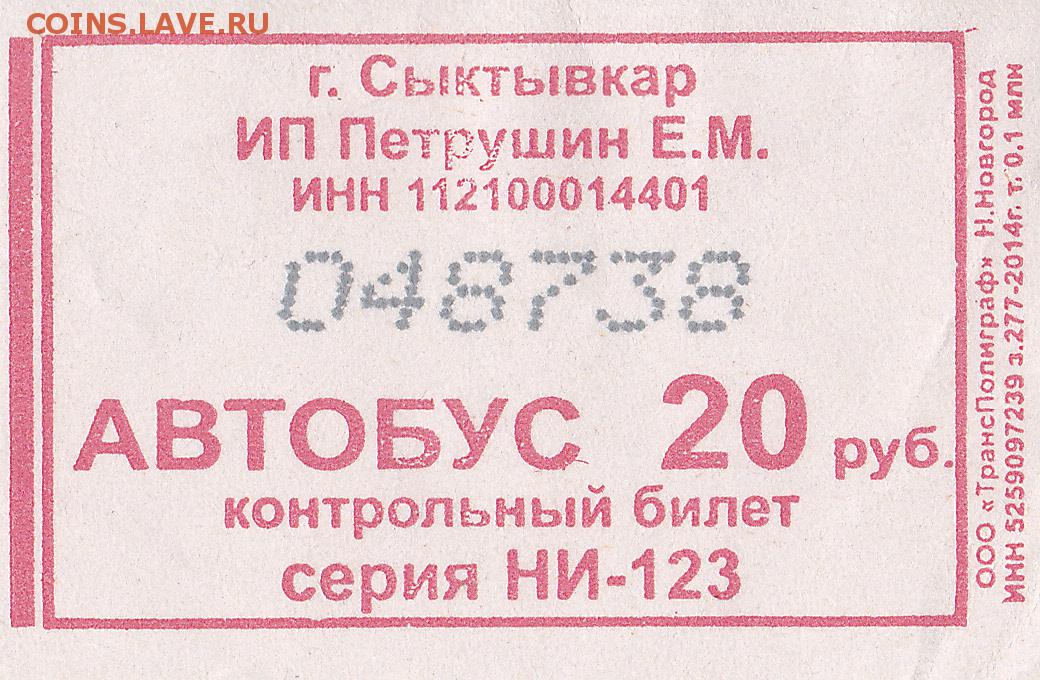 COINS.LAVE.RU
г. Сыктывкар
ИП Петрушин Е.М.
ИНН 112100014401
048738
АВТОБУС 20 руб.
контрольный билет
серия НИ-123
ООО «ТрансПолиграф» Н.Новгород
ИНН 5259097239 з.277-2014г. т.0,1 млн